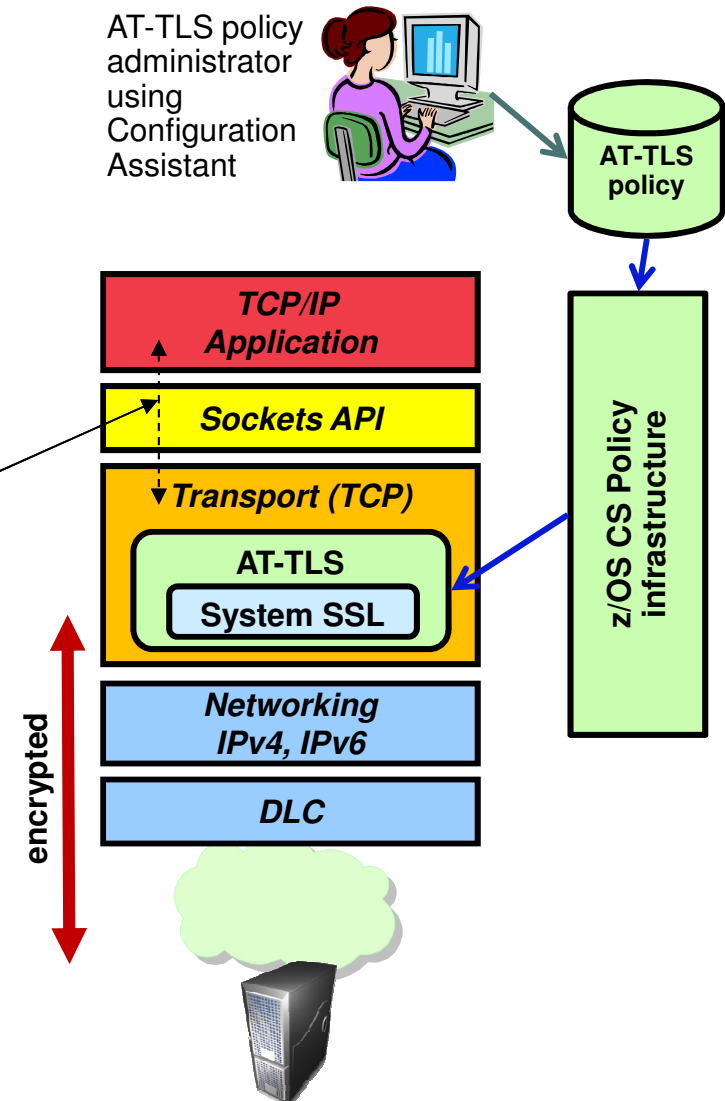 AT-TLS policy
administrator
using
Configuration
Assistant
AT-TLS
policy
TCP/IP
Application
Sockets API
Transport (TCP)
AT-TLS
System SSL
z/OS CS Policy
infrastructure
Networking
IPv4, IPv6
DLC
encrypted